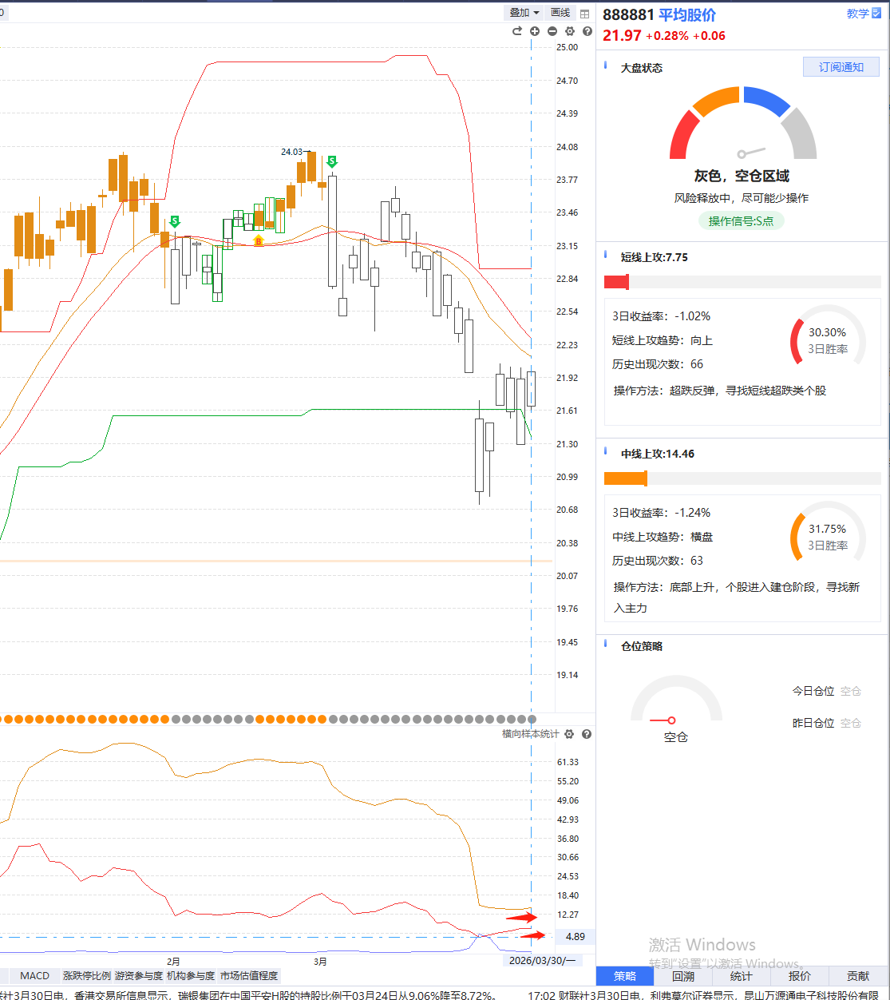 0
叠加
画线
25.00
24.70
24.39
24.08
23.77
23.46
23.15
22.84
22.54
22.23
21.92
21.61
21.30
20.99
20.68
20.38
20.07
19.76
19.45
19.14
24.03
S
S
B
横向样本统计
61.33
55.20
49.06
42.93
36.80
30.66
24.53
18.40
12.27
4.89
2月
3月
2026/03/30/一
MACD 涨跌停比例 游资参与度 机构参与度 市场估值程度
888881 平均股价
教学
21.97 +0.28% +0.06
大盘状态
订阅通知
灰色，空仓区域
风险释放中，尽可能少操作
操作信号:S点
短线上攻:7.75
3日收益率：-1.02%
短线上攻趋势：向上
历史出现次数：66
30.30%
3日胜率
操作方法：超跌反弹，寻找短线超跌类个股
中线上攻:14.46
3日收益率：-1.24%
中线上攻趋势：横盘
历史出现次数：63
31.75%
3日胜率
操作方法：底部上升，个股进入建仓阶段，寻找新
入主力
仓位策略
空仓
今日仓位 空仓
昨日仓位 空仓
激活 Windows
转到"设置"以激活 Windows。
策略 回溯 统计 报价 贡献
联社3月30日电，香港交易所信息显示，瑞银集团在中国平安H股的持股比例于03月24日从9.06%降至8.72%。 17:02 财联社3月30日电，利弗莫尔证券显示，昆山万源通电子科技股份有限